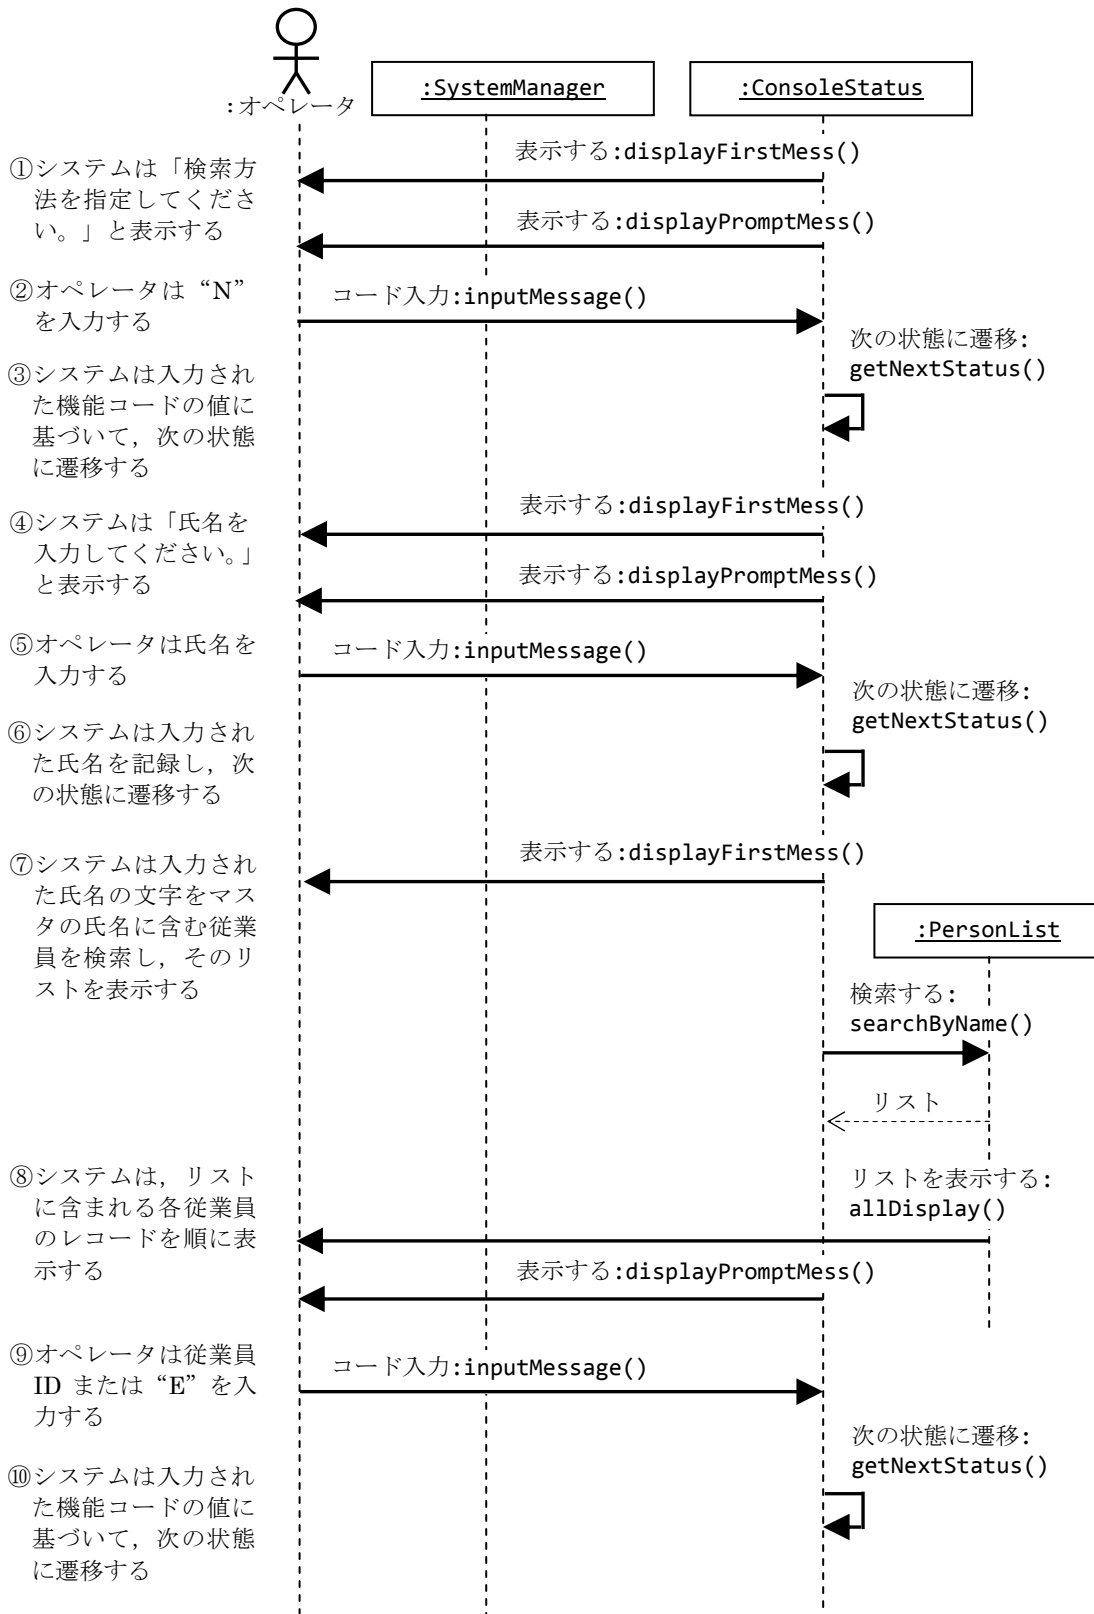 :オペレータ
:SystemManager
:ConsoleStatus
①システムは「検索方
法を指定してくださ
い。」と表示する
表示する:displayFirstMess()
表示する:displayPromptMess()
②オペレータは“N”
を入力する
コード入力:inputMessage()
次の状態に遷移:
getNextStatus()
③システムは入力され
た機能コードの値に
基づいて，次の状態
に遷移する
④システムは「氏名を
入力してください。」
と表示する
表示する:displayFirstMess()
表示する:displayPromptMess()
⑤オペレータは氏名を
入力する
コード入力:inputMessage()
次の状態に遷移:
getNextStatus()
⑥システムは入力され
た氏名を記録し，次
の状態に遷移する
⑦システムは入力され
た氏名の文字をマス
タの氏名に含む従業
員を検索し，そのリ
ストを表示する
表示する:displayFirstMess()
:PersonList
検索する:
searchByName()
リスト
⑧システムは，リスト
に含まれる各従業員
のレコードを順に表
示する
リストを表示する:
allDisplay()
表示する:displayPromptMess()
⑨オペレータは従業員
ID または“E”を入
力する
コード入力:inputMessage()
次の状態に遷移:
getNextStatus()
⑩システムは入力され
た機能コードの値に
基づいて，次の状態
に遷移する